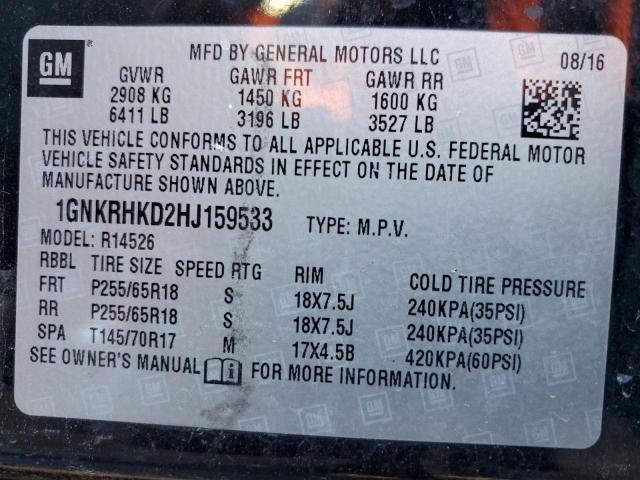 GM
MFD BY GENERAL MOTORS LLC 08/16
GVWR GAWR FRT GAWR RR
2908 KG 1450 KG 1600 KG
6411 LB 3196 LB 3527 LB
THIS VEHICLE CONFORMS TO ALL APPLICABLE U.S. FEDERAL MOTOR
VEHICLE SAFETY STANDARDS IN EFFECT ON THE DATE OF
MANUFACTURE SHOWN ABOVE.
1GNKRHKD2HJ159533 TYPE: M.P.V.
MODEL: R14526
RBBL TIRE SIZE SPEED RTG RIM COLD TIRE PRESSURE
FRT P255/65R18 S 18X7.5J 240KPA(35PSI)
RR P255/65R18 S 18X7.5J 240KPA(35PSI)
SPA T145/70R17 M 17X4.5B 420KPA(60PSI)
SEE OWNER'S MANUAL i FOR MORE INFORMATION.